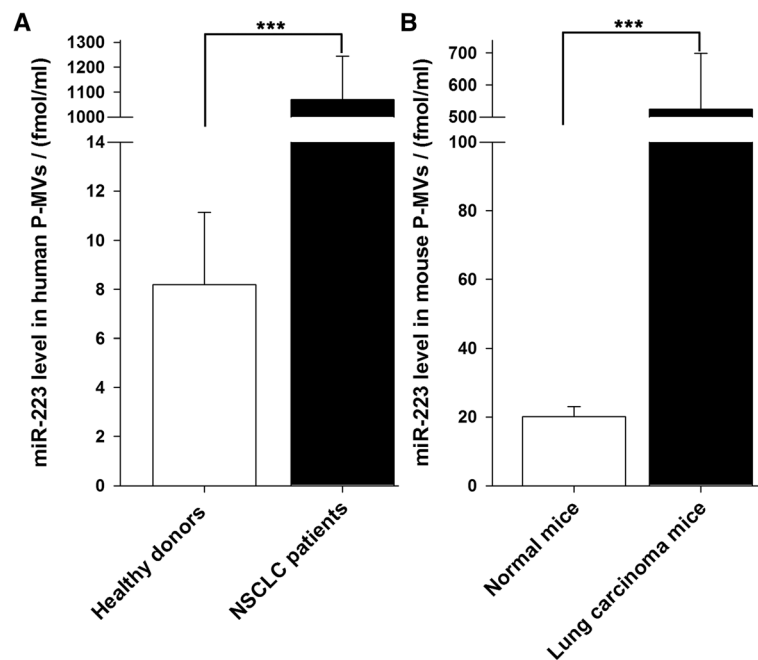 A
miR-223 level in human P-MVs / (fmol/ml)
1300
1200
1100
1000
14
12
10
8
6
4
2
0
***
Healthy donors
NSCLC patients
B
miR-223 level in mouse P-MVs / (fmol/ml)
700
600
500
100
80
60
40
20
0
***
Normal mice
Lung carcinoma mice